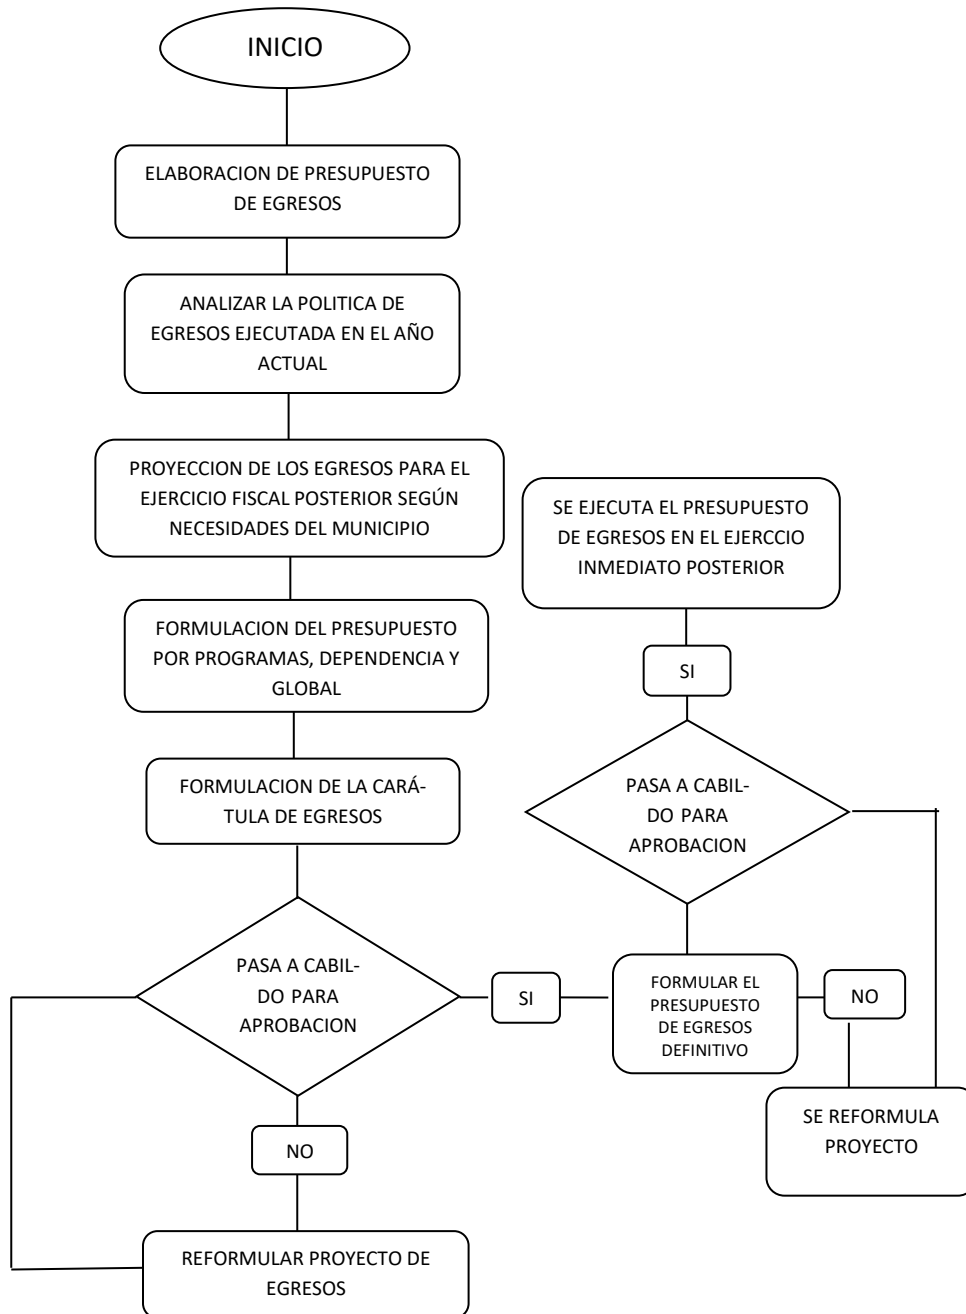 INICIO
ELABORACION DE PRESUPUESTO
DE EGRESOS
ANALIZAR LA POLITICA DE
EGRESOS EJECUTADA EN EL AÑO
ACTUAL
PROYECCION DE LOS EGRESOS PARA EL
EJERCICIO FISCAL POSTERIOR SEGÚN
NECESIDADES DEL MUNICIPIO
FORMULACION DEL PRESUPUESTO
POR PROGRAMAS, DEPENDENCIA Y
GLOBAL
FORMULACION DE LA CARÁ-
TULA DE EGRESOS
PASA A CABIL-
DO PARA
APROBACION
NO
REFORMULAR PROYECTO DE
EGRESOS
SI
FORMULAR EL
PRESUPUESTO
DE EGRESOS
DEFINITIVO
NO
SE REFORMULA
PROYECTO
PASA A CABIL-
DO PARA
APROBACION
SI
SE EJECUTA EL PRESUPUESTO
DE EGRESOS EN EL EJERCCIO
INMEDIATO POSTERIOR